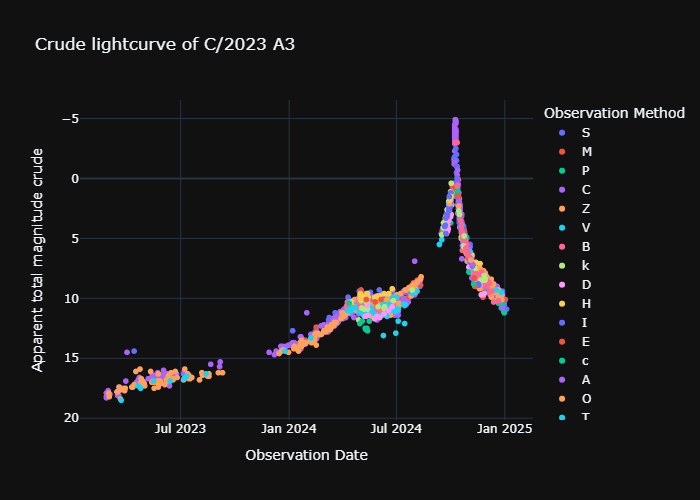 Crude lightcurve of C/2023 A3
Observation Method
S
M
P
C
Z
V
B
k
D
H
I
E
c
A
O
T
Apparent total magnitude crude
−5
0
5
10
15
20
Jul 2023
Jan 2024
Jul 2024
Jan 2025
Observation Date